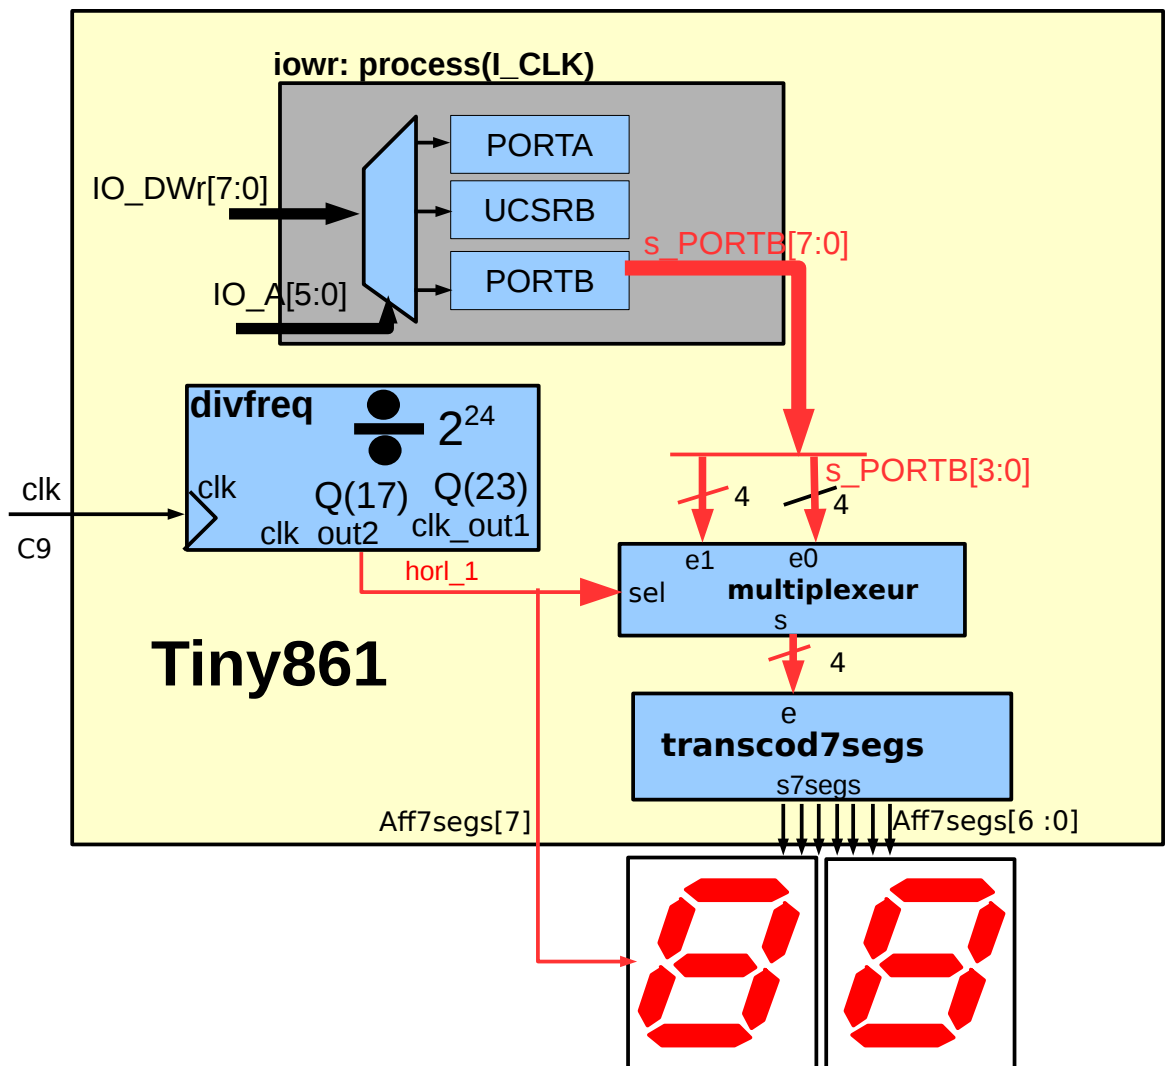 iowr: process(I_CLK)
PORTA
IO_DWr[7:0]
UCSRB
s_PORTB[7:0]
PORTB
IO_A[5:0]
divfreq
2^24
s_PORTB[3:0]
clk
clk
Q(17)
Q(23)
4
4
clk_out2
clk_out1
C9
e1
e0
horl_1
sel
multiplexeur
s
Tiny861
4
e
transcod7segs
s7segs
Aff7segs[7]
Aff7segs[6 :0]